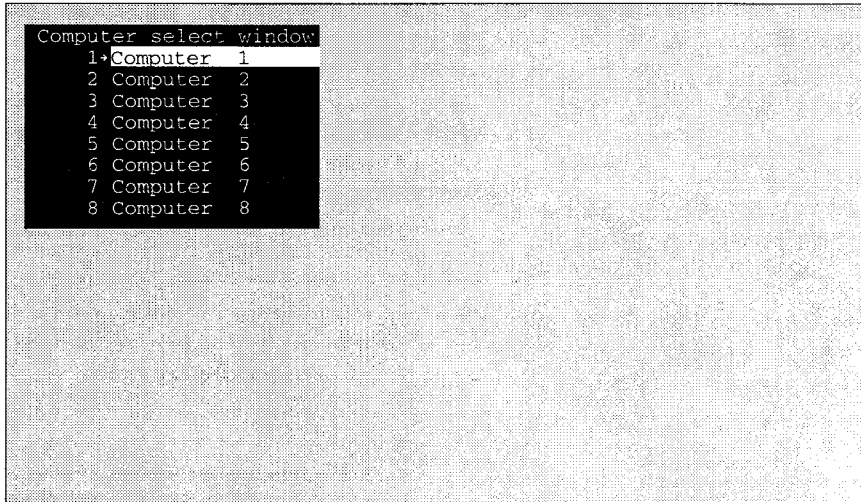 Computer select window
1→Computer 1
2 Computer 2
3 Computer 3
4 Computer 4
5 Computer 5
6 Computer 6
7 Computer 7
8 Computer 8